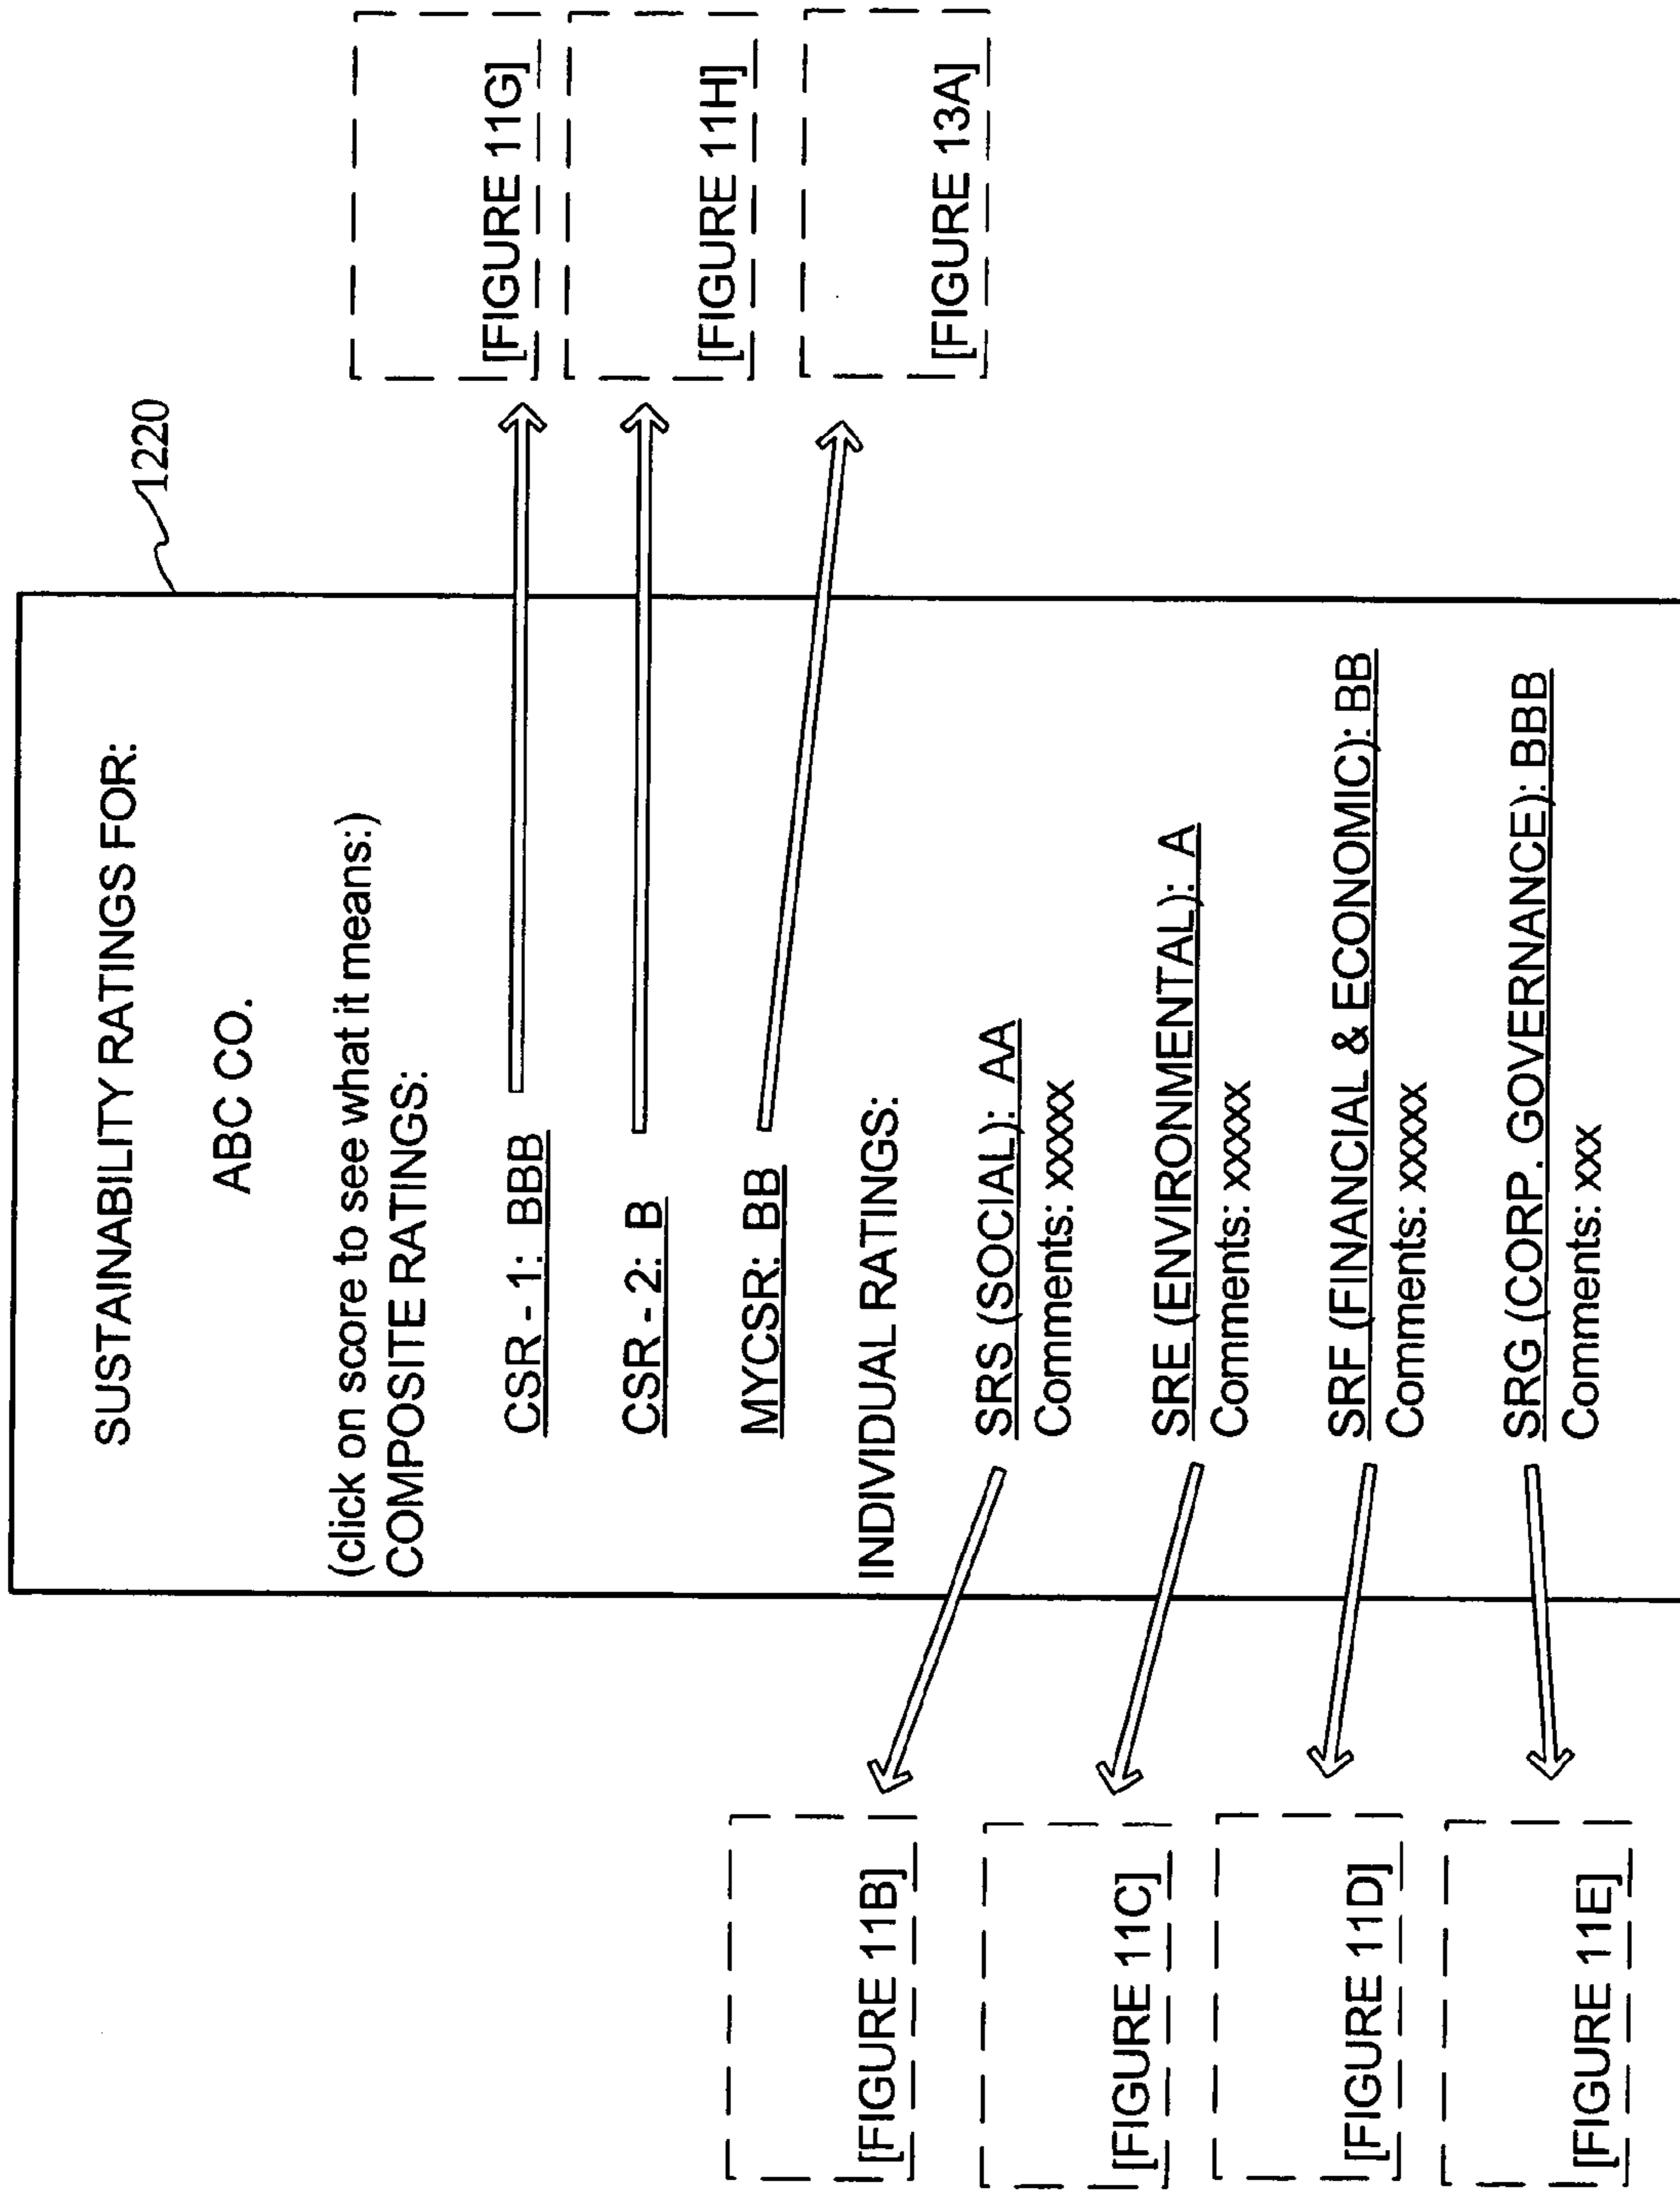 1220
SUSTAINABILITY RATINGS FOR:
ABC CO.
(click on score to see what it means:)
COMPOSITE RATINGS:
CSR - 1: BBB
[FIGURE 11G]
CSR - 2: B
[FIGURE 11H]
MYCSR: BB
[FIGURE 13A]
INDIVIDUAL RATINGS:
SRS (SOCIAL): AA
Comments: xxxxx
[FIGURE 11B]
SRE (ENVIRONMENTAL): A
Comments: xxxxx
[FIGURE 11C]
SRF (FINANCIAL & ECONOMIC): BB
Comments: xxxxx
[FIGURE 11D]
SRG (CORP. GOVERNANCE): BBB
Comments: xxx
[FIGURE 11E]